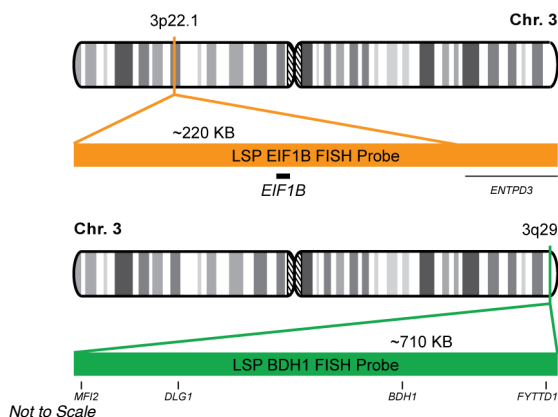 3p22.1
Chr. 3
~220 KB
LSP EIF1B FISH Probe
EIF1B
ENTPD3
Chr. 3
3q29
~710 KB
LSP BDH1 FISH Probe
MFI2 DLG1 BDH1 FYTTD1
Not to Scale